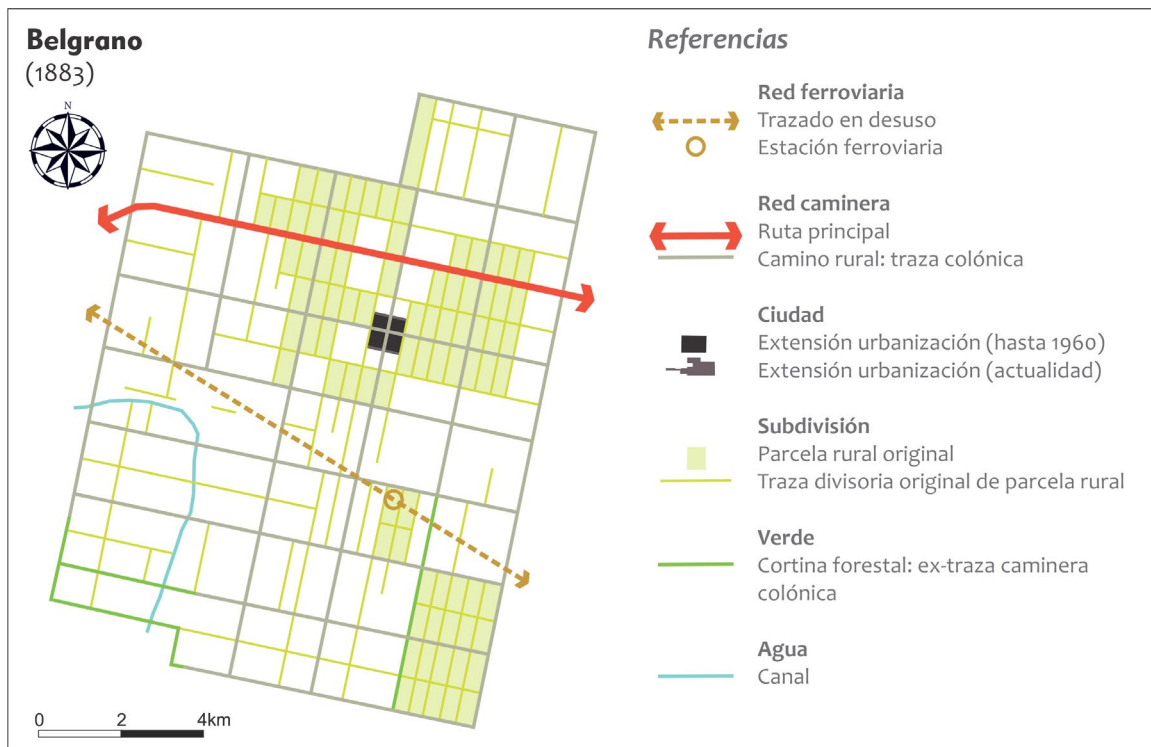 Belgrano
(1883)
N
0 2 4km
Referencias
Red ferroviaria
Trazado en desuso
Estación ferroviaria
Red caminera
Ruta principal
Camino rural: traza colónica
Ciudad
Extensión urbanización (hasta 1960)
Extensión urbanización (actualidad)
Subdivisión
Parcela rural original
Traza divisoria original de parcela rural
Verde
Cortina forestal: ex-traza caminera
colónica
Agua
Canal